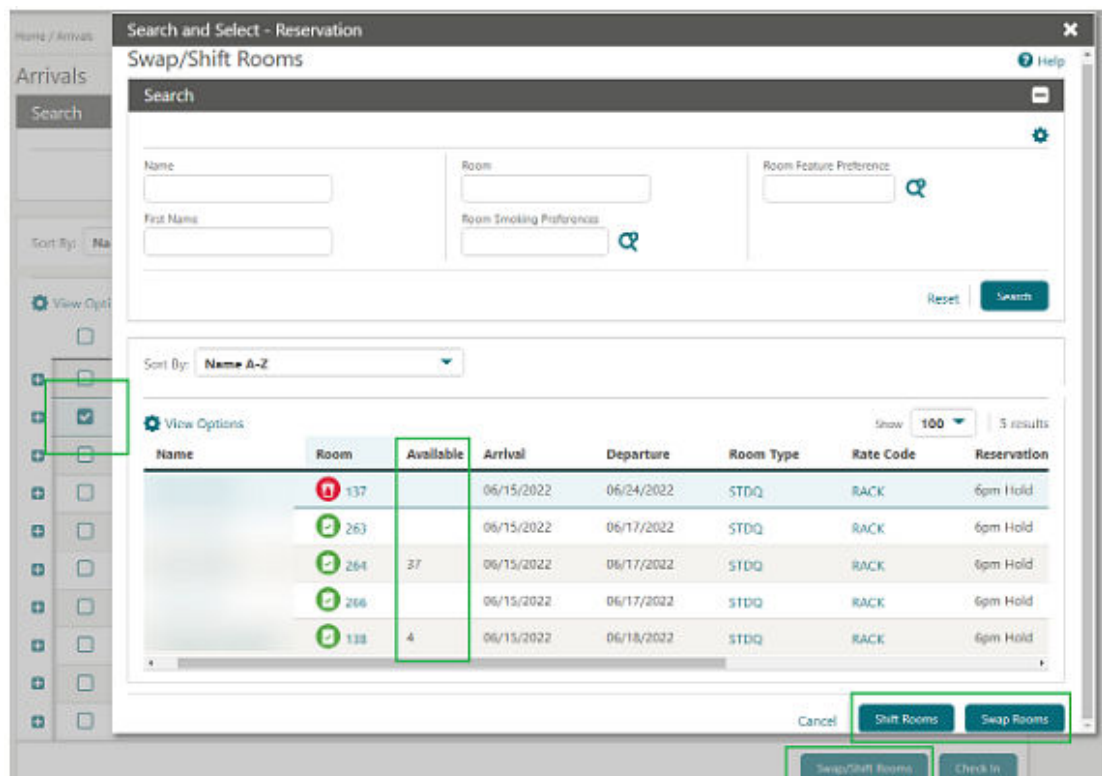 Home / Arrivals
Arrivals
Search
Sort By: Na
View Opti
Search and Select - Reservation
Swap/Shift Rooms
Help
Search
Name
Room
Room Feature Preference
First Name
Room Smoking Preferences
Reset
Search
Sort By: Name A-Z
View Options
Show 100 5 results
Name Room Available Arrival Departure Room Type Rate Code Reservation
137 06/15/2022 06/24/2022 STDQ RACK 6pm Hold
263 06/15/2022 06/17/2022 STDQ RACK 6pm Hold
264 37 06/15/2022 06/17/2022 STDQ RACK 6pm Hold
266 06/15/2022 06/17/2022 STDQ RACK 6pm Hold
138 4 06/15/2022 06/18/2022 STDQ RACK 6pm Hold
Cancel Shift Rooms Swap Rooms
Swap/Shift Rooms Check In